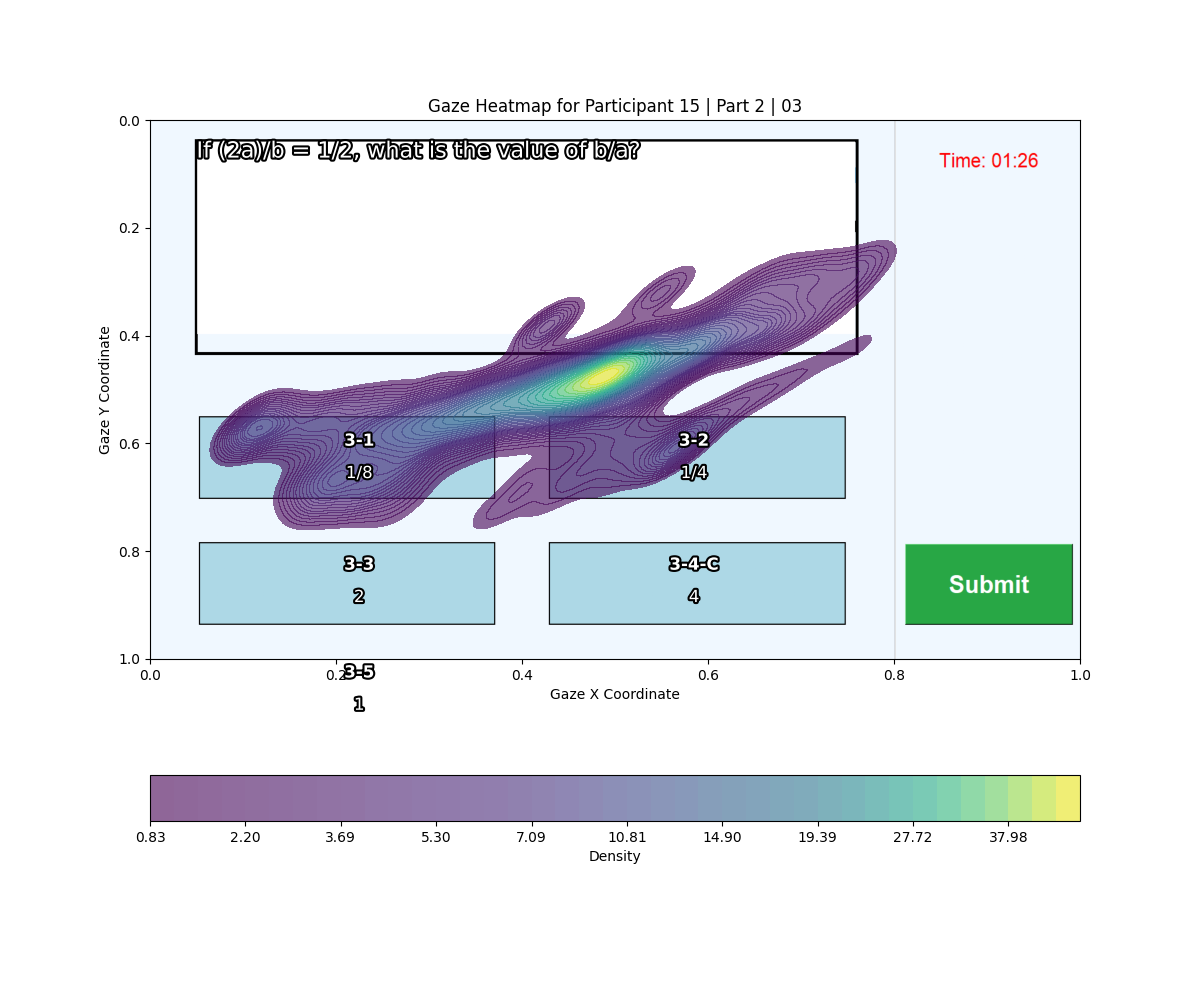 Gaze Heatmap for Participant 15 | Part 2 | 03
If (2a)/b = 1/2, what is the value of b/a?
Time: 01:26
0.0
0.2
0.4
0.6
0.8
1.0
Gaze Y Coordinate
3-1
1/8
3-2
1/4
3-3
2
3-4-C
4
Submit
0.0 0.2 0.4 0.6 0.8 1.0
3-5
1
Gaze X Coordinate
0.83 2.20 3.69 5.30 7.09 10.81 14.90 19.39 27.72 37.98
Density